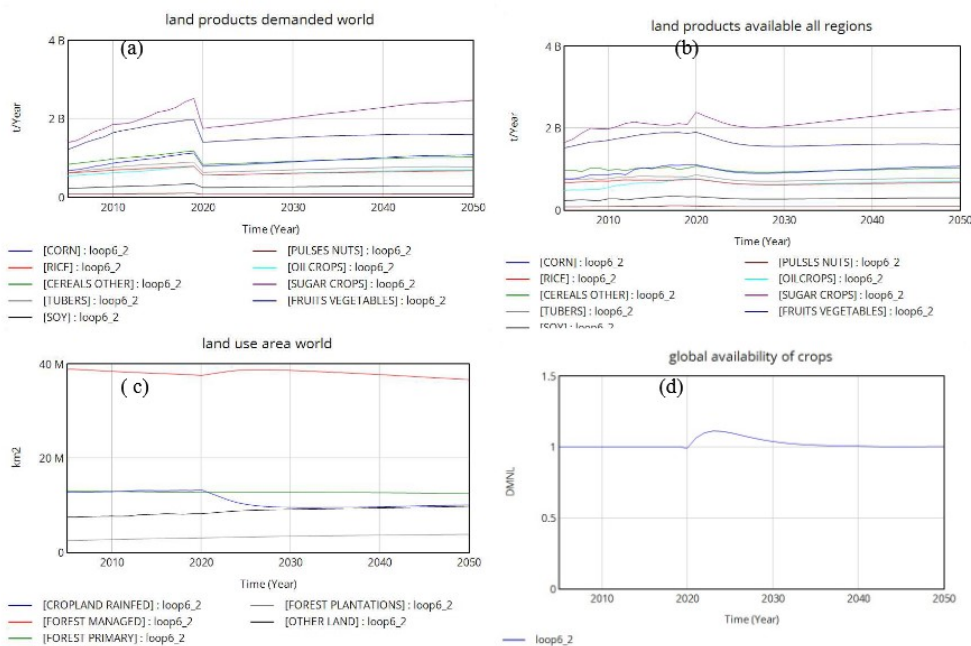 land products demanded world
(a)
4 B
2 B
0
t/Year
2010
2020
2030
2040
2050
Time (Year)
[CORN] : loop6_2
[RICE] : loop6_2
[CEREALS OTHER] : loop6_2
[TUBERS] : loop6_2
[SOY] : loop6_2
[PULSES NUTS] : loop6_2
[OILCROPS] : loop6_2
[SUGAR CROPS] : loop6_2
[FRUITS VEGETABLES] : loop6_2
land products available all regions
(b)
4 B
2 B
0
t/Year
2010
2020
2030
2040
2050
Time (Year)
[CORN] : loop6_2
[RICE] : loop6_2
[CEREALS OTHER] : loop6_2
[TUBERS] : loop6_2
[SOY] : loop6_2
[PULSES NUTS] : loop6_2
[OILCROPS] : loop6_2
[SUGAR CROPS] : loop6_2
[FRUITS VEGETABLES] : loop6_2
land use area world
( c)
40 M
20 M
0
km2
2010
2020
2030
2040
2050
Time (Year)
[CROPLAND RAINFED] : loop6_2
[FOREST MANAGED] : loop6_2
[FOREST PRIMARY] : loop6_2
[FOREST PLANTATIONS] : loop6_2
[OTHER LAND] : loop6_2
global availability of crops
(d)
1.5
1
0.5
0
DMNL
2010
2020
2030
2040
2050
Time (Year)
loop6_2